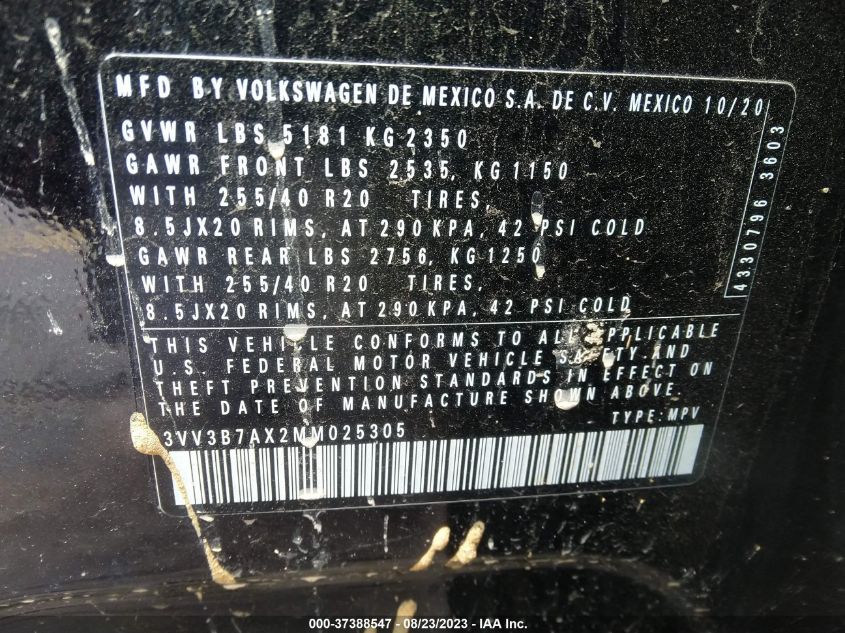 MFD BY VOLKSWAGEN DE MEXICO S.A. DE C.V. MEXICO 10/20
GVWR LBS 5181 KG 2350
GAWR FRONT LBS 2535, KG 1150
WITH 255/40 R20 TIRES,
8.5JX20 RIMS, AT 290 KPA, 42 PSI COLD
GAWR REAR LBS 2756, KG 1250
WITH 255/40 R20 TIRES,
8.5JX20 RIMS, AT 290 KPA, 42 PSI COLD
4330796 3603
THIS VEHICLE CONFORMS TO ALL APPLICABLE
U.S. FEDERAL MOTOR VEHICLE SAFETY AND
THEFT PREVENTION STANDARDS IN EFFECT ON
THE DATE OF MANUFACTURE SHOWN ABOVE
3VV3B7AX2MM025305 TYPE: MPV
000-37388547 - 08/23/2023 - IAA Inc.